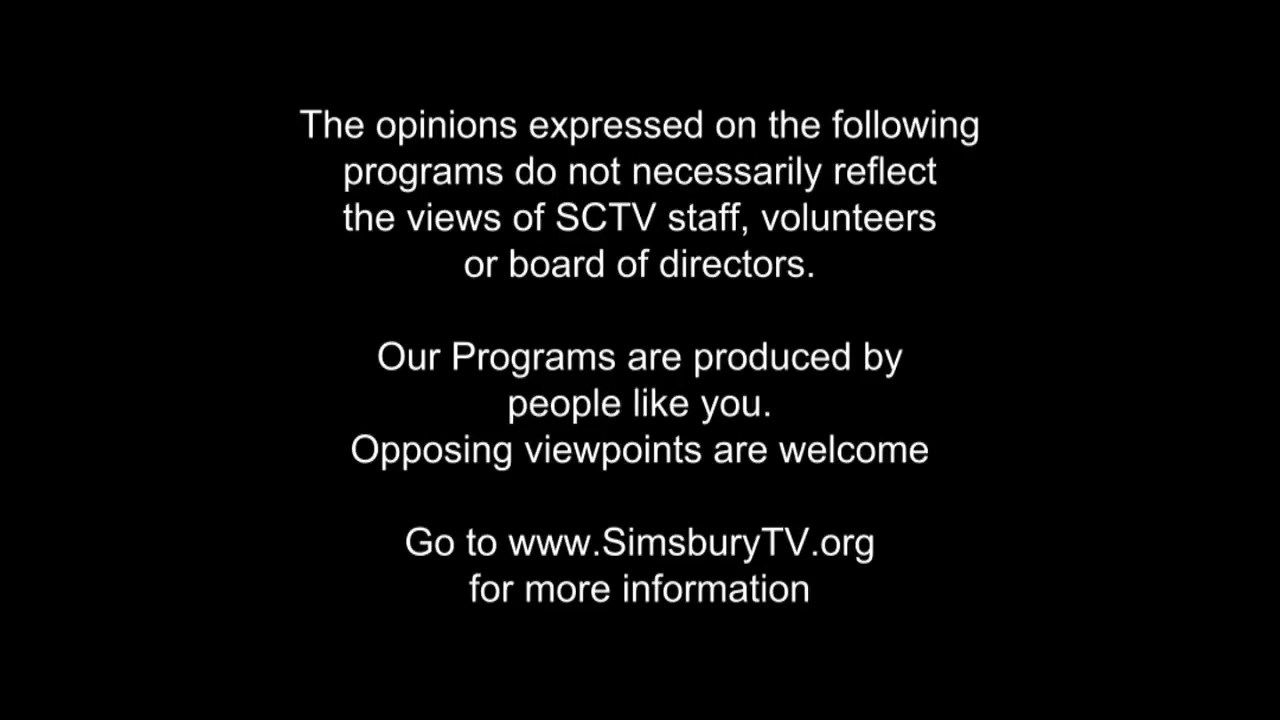 The opinions expressed on the following
programs do not necessarily reflect
the views of SCTV staff, volunteers
or board of directors.
Our Programs are produced by
people like you.
Opposing viewpoints are welcome
Go to www.SimsburyTV.org
for more information